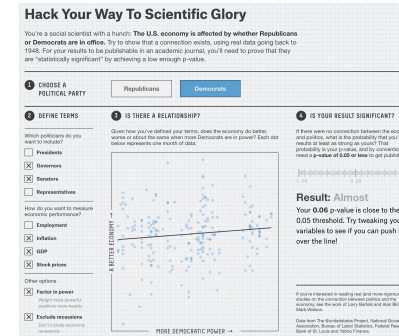 Hack Your Way To Scientific Glory
You're a social scientist with a hunch: The U.S. economy is affected by whether Republicans
or Democrats are in office. Try to show that a connection exists, using real data going back to
1948. For your results to be publishable in an academic journal, you'll need to prove that they
are "statistically significant" by achieving a low enough p-value.
1 CHOOSE A
POLITICAL PARTY
Republicans
Democrats
2 DEFINE TERMS
Which politicians do you
want to include?
Presidents
Governors
Senators
Representatives
How do you want to measure
economic performance?
Employment
Inflation
GDP
Stock prices
Other options
Factor in power
Weight more powerful
positions more heavily
Exclude recessions
Don't include economic
3 IS THERE A RELATIONSHIP?
Given how you've defined your terms, does the economy do better,
worse or about the same when more Democrats are in power? Each dot
below represents one month of data.
A BETTER ECONOMY →
MORE DEMOCRATIC POWER →
4 IS YOUR RESULT SIGNIFICANT?
If there were no connection between the eco
and politics, what is the probability that you'
results at least as strong as yours? That
probability is your p-value, and by conventio
need a p-value of 0.05 or less to get publish
1.00
0.50
Result: Almost
Your 0.06 p-value is close to the
0.05 threshold. Try tweaking you
variables to see if you can push
over the line!
If you're interested in reading real (and more rigorou
studies on the connection between politics and the
economy, see the work of Larry Bartels and Alan Blin
Mark Watson.
Data from The @unitedstates Project, National Gove
Association, Bureau of Labor Statistics, Federal Rese
Bank of St. Louis and Yahoo Finance.